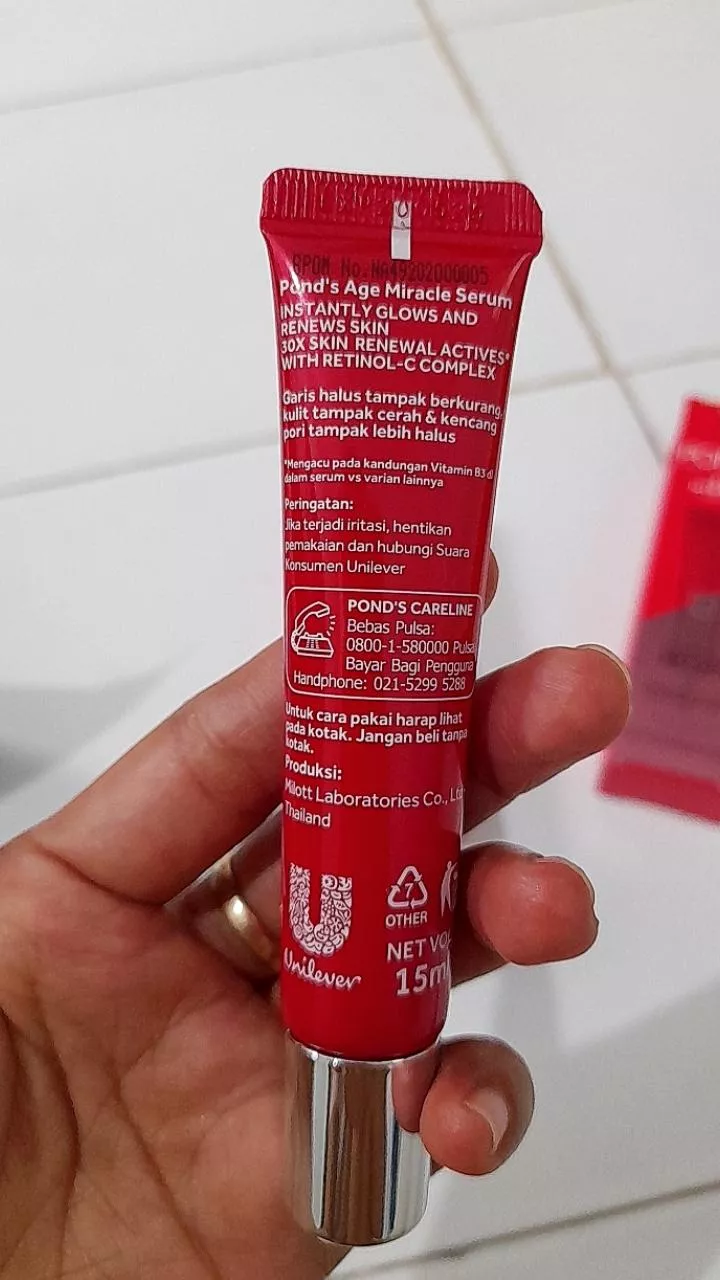 BPOM No.NA49202000005
Pond's Age Miracle Serum
INSTANTLY GLOWS AND
RENEWS SKIN
30X SKIN RENEWAL ACTIVES*
WITH RETINOL-C COMPLEX
Garis halus tampak berkurang,
kulit tampak cerah & kencang
pori tampak lebih halus
*Mengacu pada kandungan Vitamin B3 di
dalam serum vs varian lainnya
Peringatan:
Jika terjadi iritasi, hentikan
pemakaian dan hubungi Suara
Konsumen Unilever
POND'S CARELINE
Bebas Pulsa:
0800-1-580000 Pulsa
Bayar Bagi Pengguna
Handphone: 021-5299 5288
Untuk cara pakai harap lihat
pada kotak. Jangan beli tanpa
kotak.
Produksi:
Milott Laboratories Co., Ltd
Thailand
7
OTHER
U
Unilever
NET VO
15m